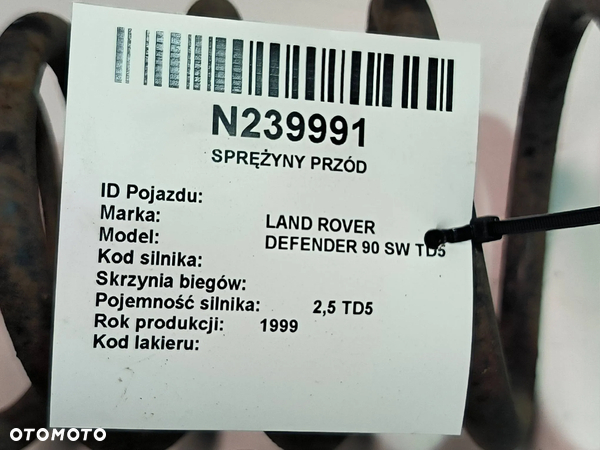 N239991
SPRĘŻYNY PRZÓD
ID Pojazdu:
Marka: LAND ROVER
Model: DEFENDER 90 SW TD5
Kod silnika:
Skrzynia biegów:
Pojemność silnika: 2,5 TD5
Rok produkcji: 1999
Kod lakieru:
OTOMOTO